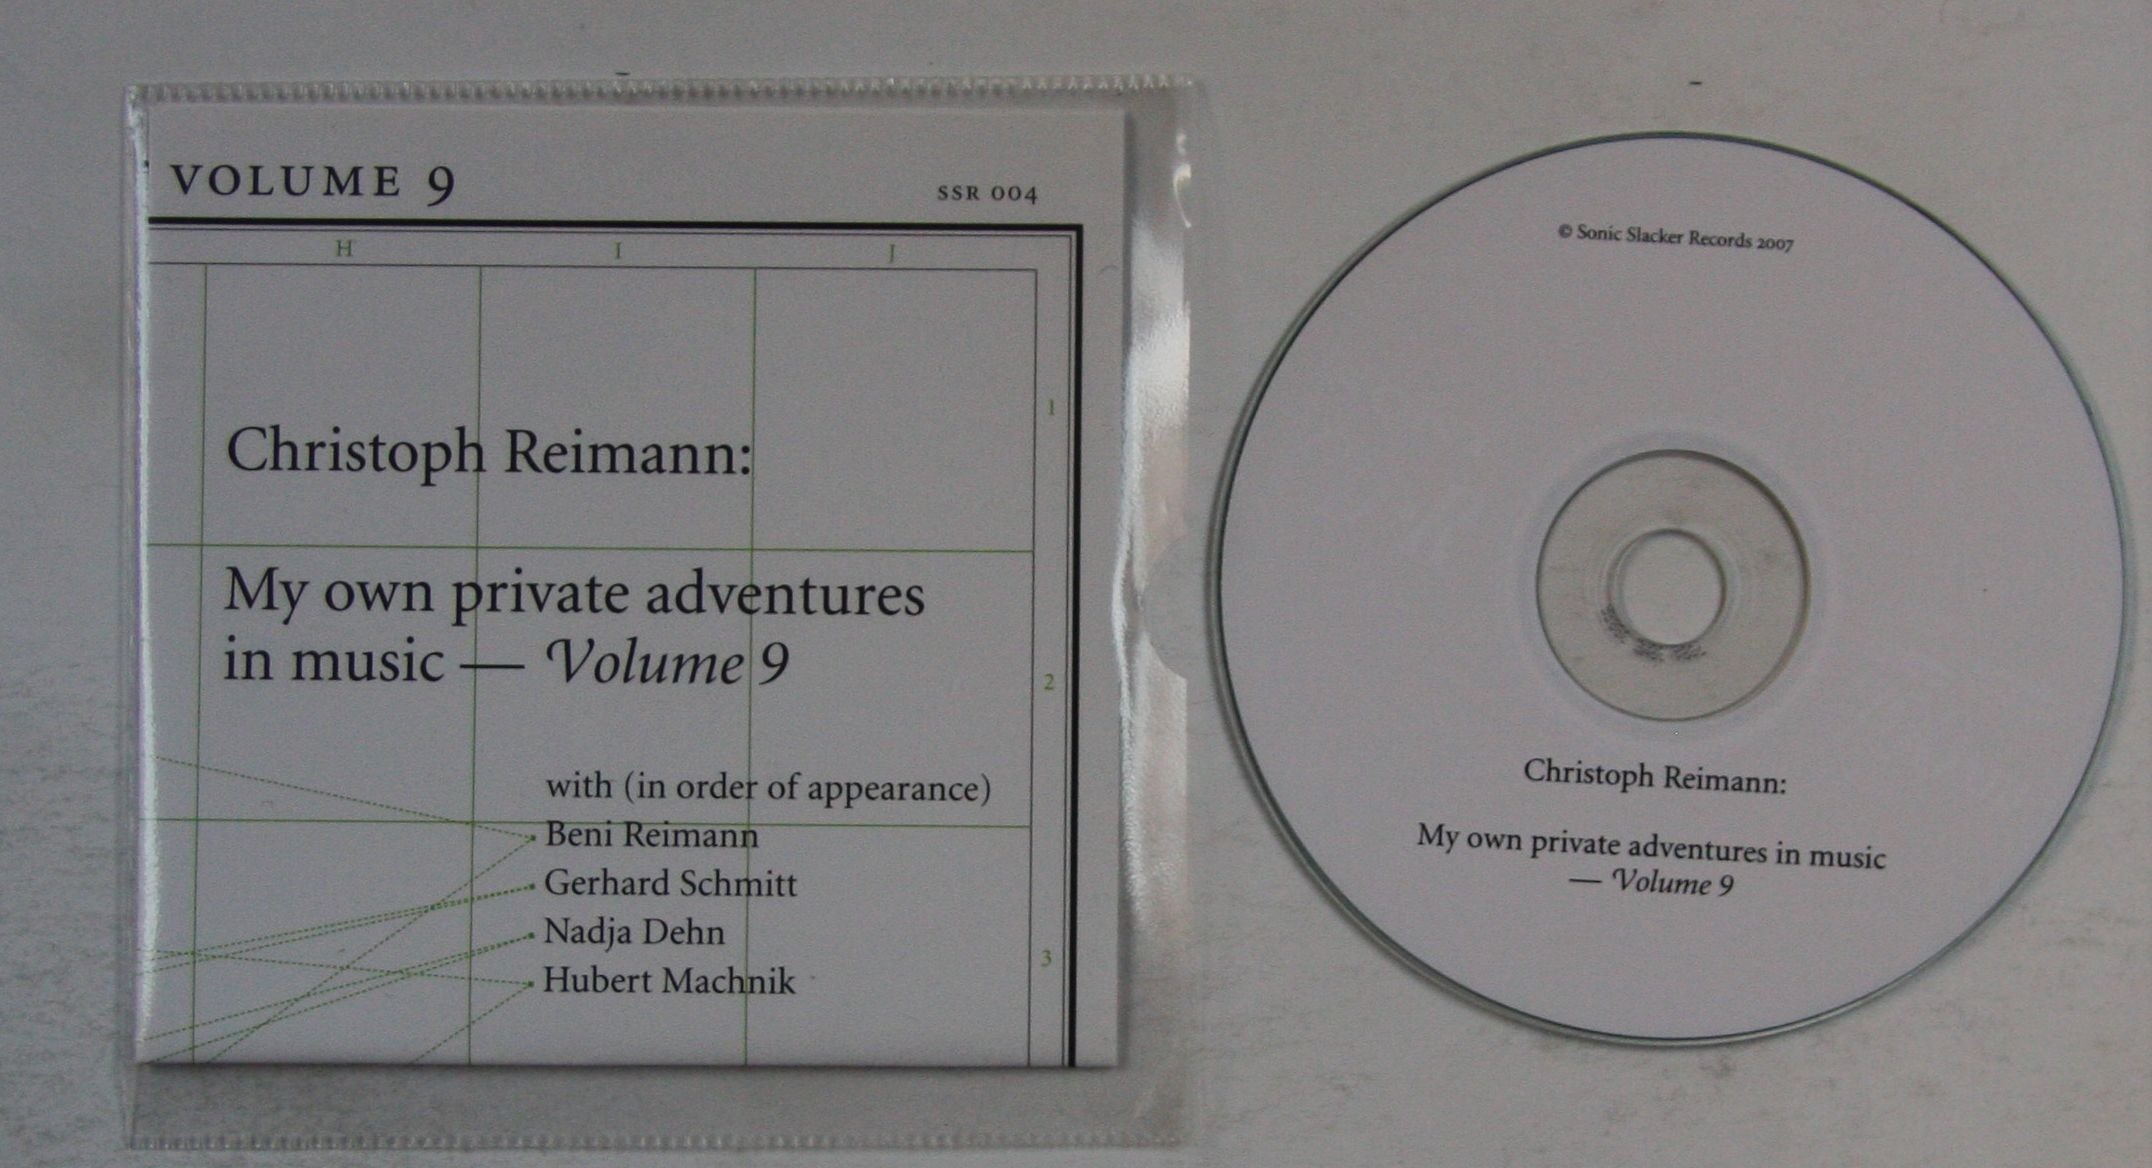 VOLUME 9
SSR 004
H I J
1
Christoph Reimann:
My own private adventures
in music — Volume 9
2
with (in order of appearance)
Beni Reimann
Gerhard Schmitt
Nadja Dehn
Hubert Machnik
3
© Sonic Slacker Records 2007
Christoph Reimann:
My own private adventures in music
— Volume 9